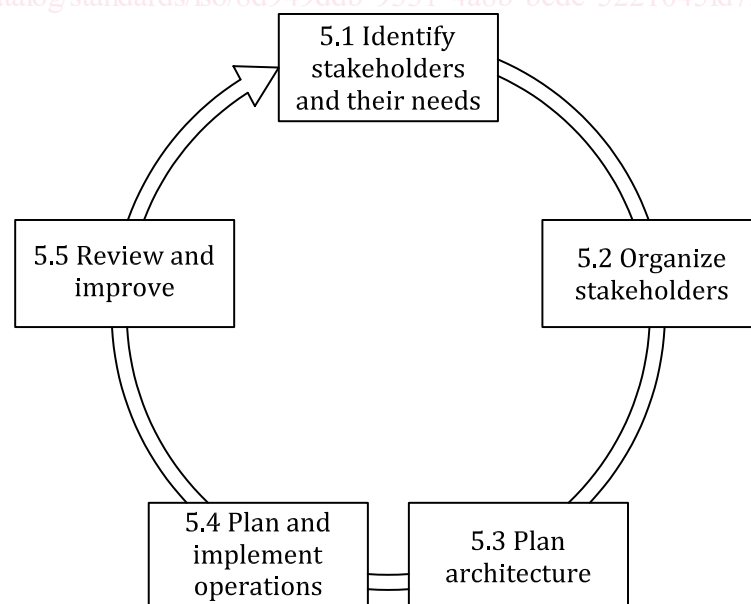 5.1 Identify
stakeholders
and their needs
5.5 Review and
improve
5.2 Organize
stakeholders
5.4 Plan and
implement
operations
5.3 Plan
architecture